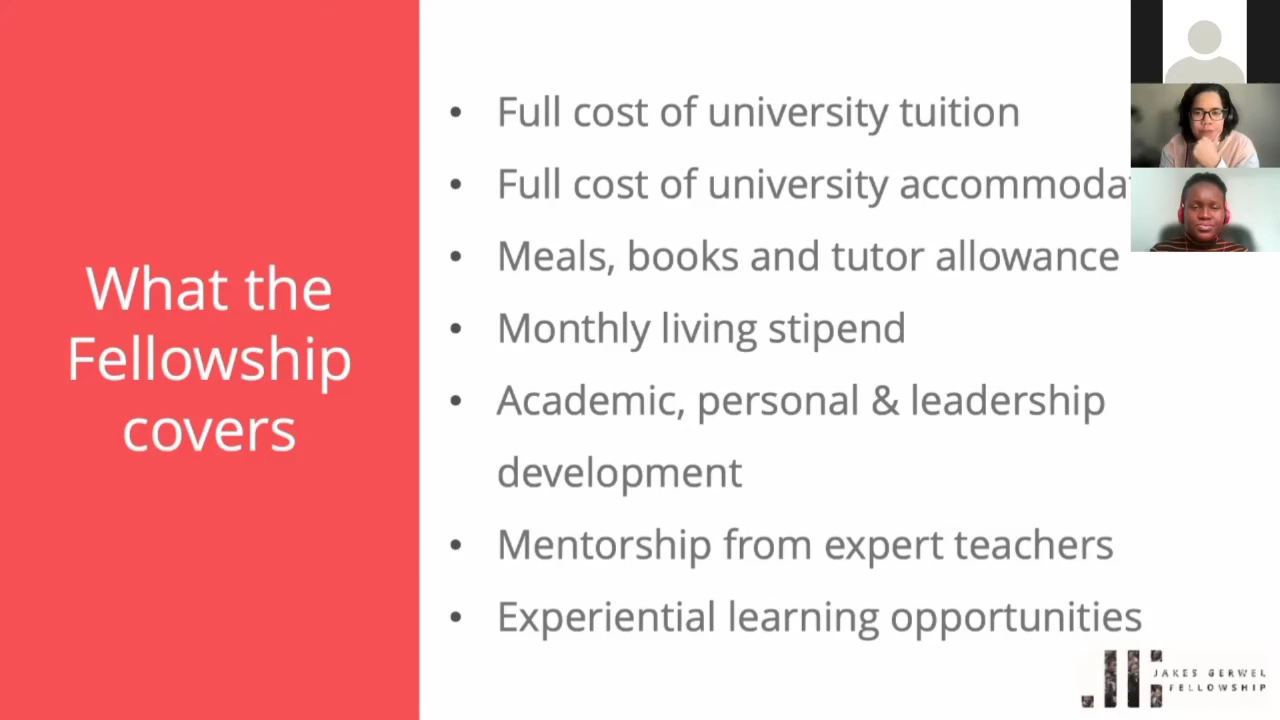 What the
Fellowship
covers
• Full cost of university tuition
• Full cost of university accommoda
• Meals, books and tutor allowance
• Monthly living stipend
• Academic, personal & leadership
development
• Mentorship from expert teachers
• Experiential learning opportunities
JAKES GERWEL
FELLOWSHIP